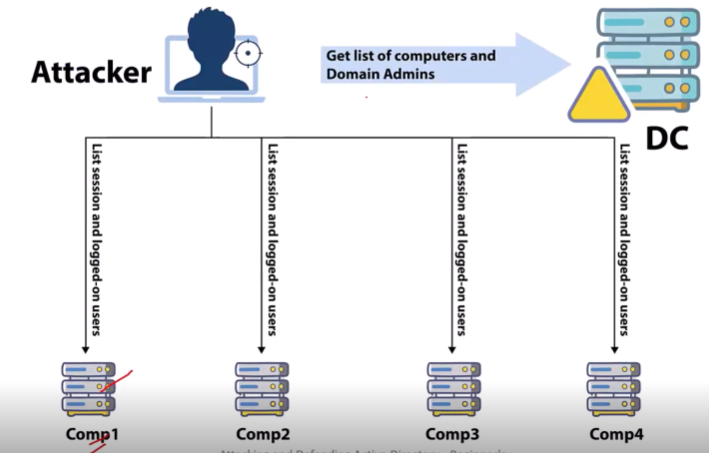 Attacker
Get list of computers and
Domain Admins
DC
List session and logged-on users
List session and logged-on users
List session and logged-on users
List session and logged-on users
Comp1
Comp2
Comp3
Comp4